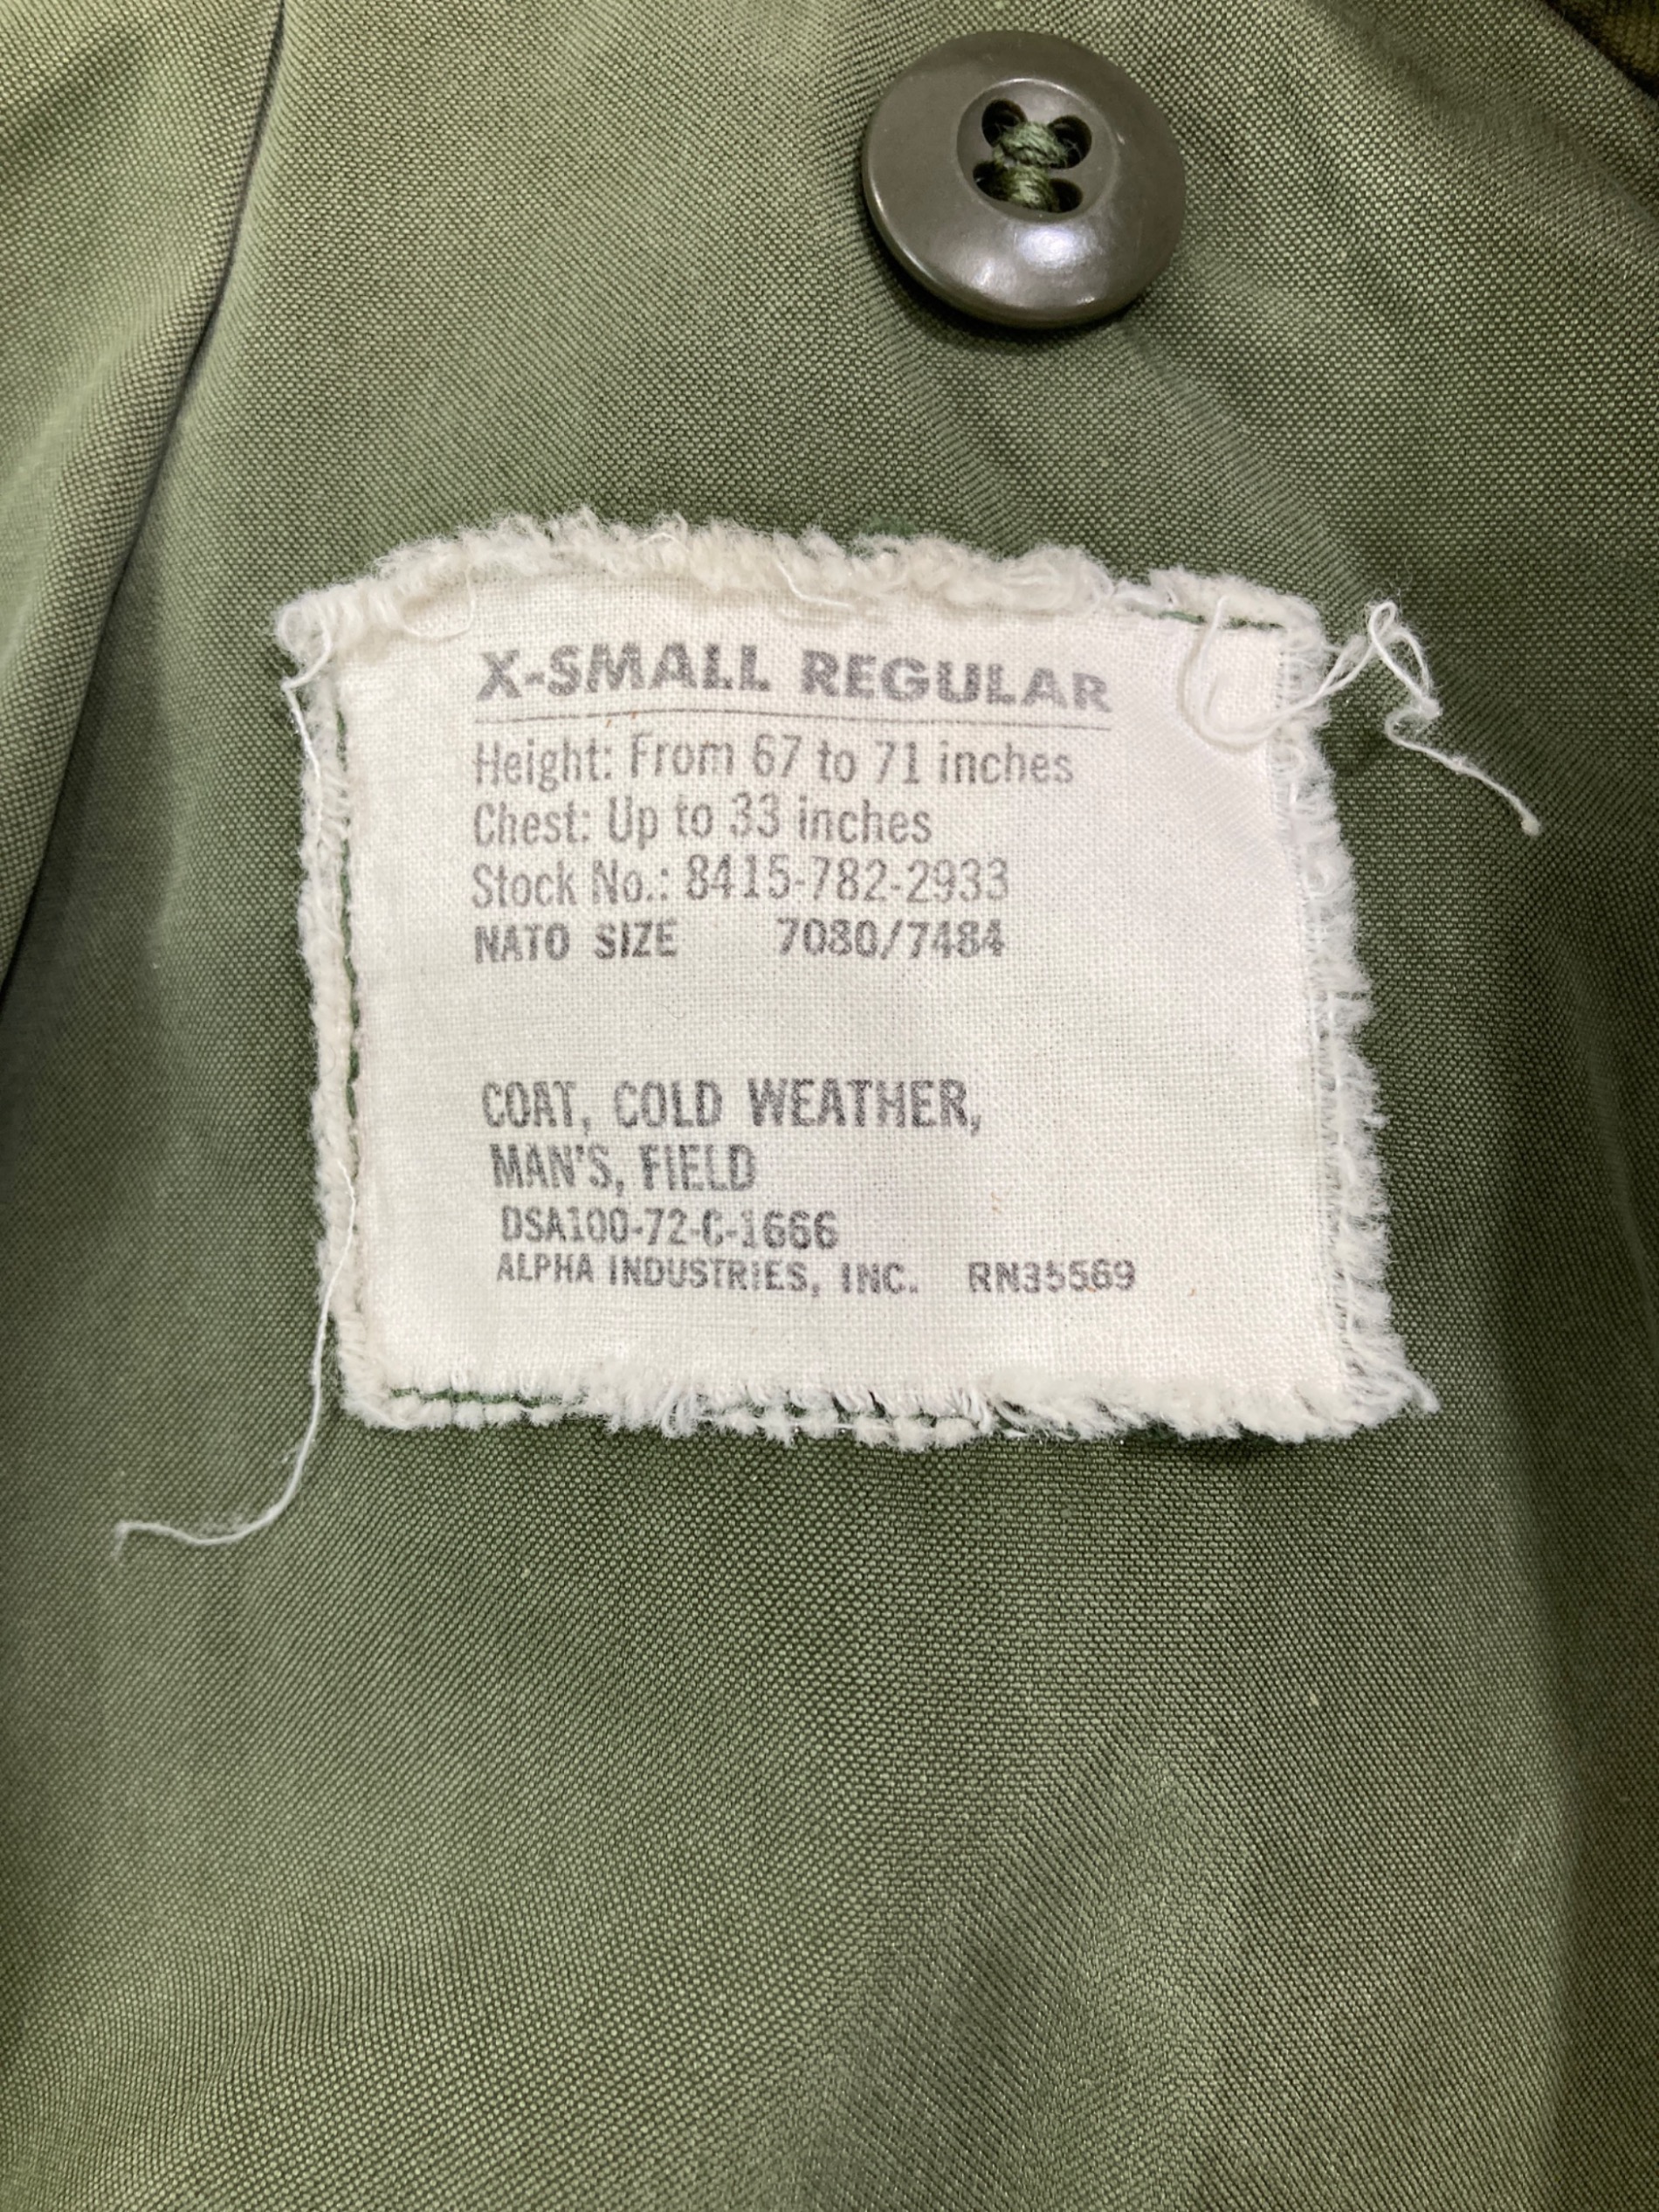 X-SMALL REGULAR
Height: From 67 to 71 inches
Chest: Up to 33 inches
Stock No.: 8415-782-2933
NATO SIZE 7080/7484
COAT, COLD WEATHER,
MAN'S, FIELD
DSA100-72-C-1666
ALPHA INDUSTRIES, INC. RN35569